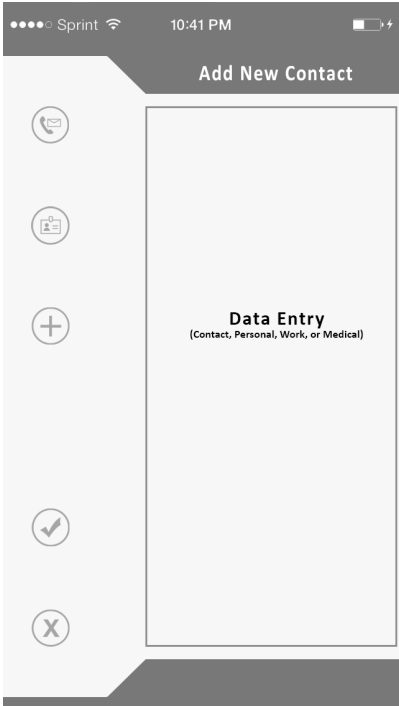 Sprint 10:41 PM
Add New Contact
Data Entry
(Contact, Personal, Work, or Medical)
X